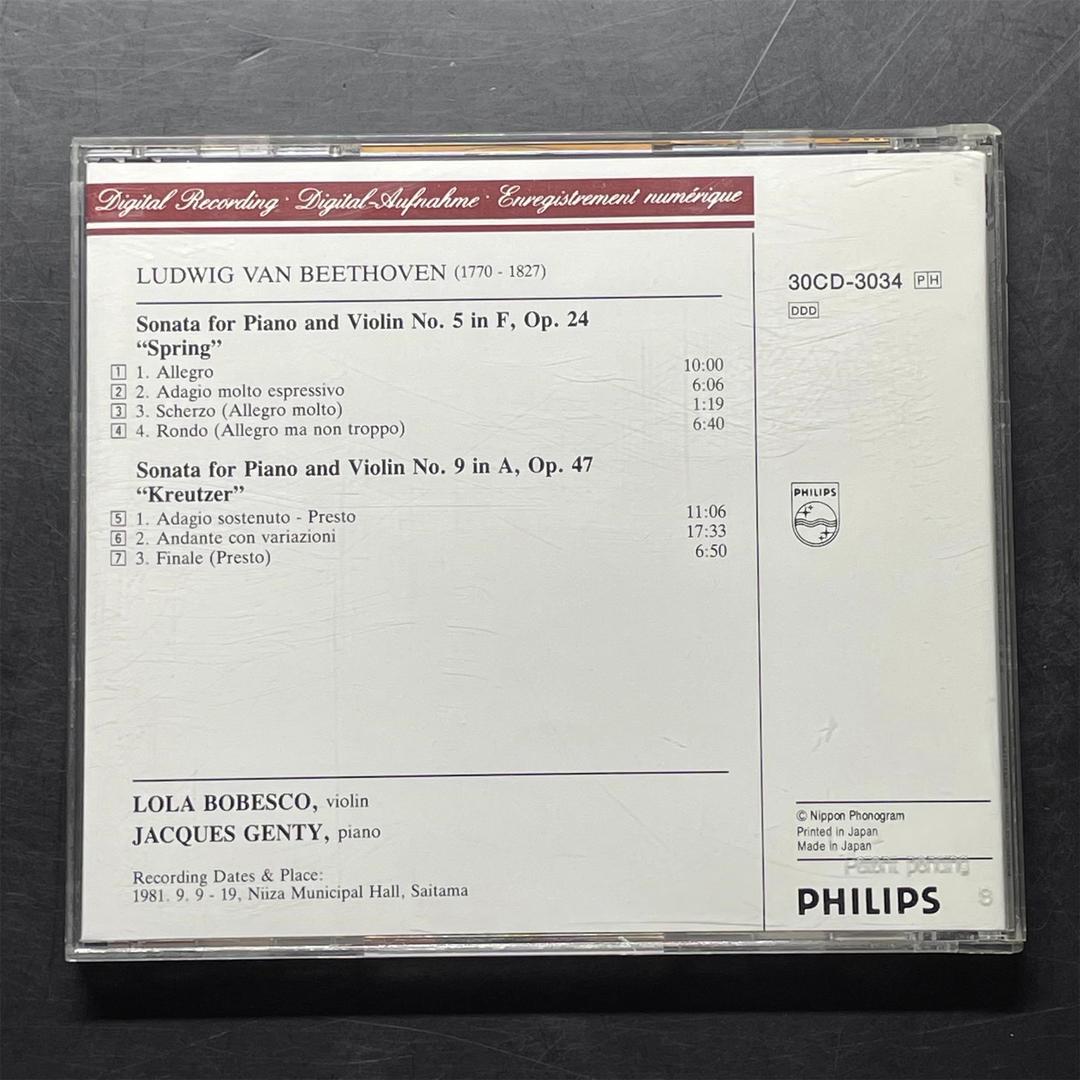 Digital Recording · Digital-Aufnahme · Enregistrement numérique
LUDWIG VAN BEETHOVEN (1770 - 1827)
Sonata for Piano and Violin No. 5 in F, Op. 24
“Spring”
1 1. Allegro 10:00
2 2. Adagio molto espressivo 6:06
3 3. Scherzo (Allegro molto) 1:19
4 4. Rondo (Allegro ma non troppo) 6:40
Sonata for Piano and Violin No. 9 in A, Op. 47
“Kreutzer”
5 1. Adagio sostenuto - Presto 11:06
6 2. Andante con variazioni 17:33
7 3. Finale (Presto) 6:50
LOLA BOBESCO, violin
JACQUES GENTY, piano
Recording Dates & Place:
1981. 9. 9 - 19, Niiza Municipal Hall, Saitama
30CD-3034 PH
DDD
PHILIPS
© Nippon Phonogram
Printed in Japan
Made in Japan
Patent pending
PHILIPS 8